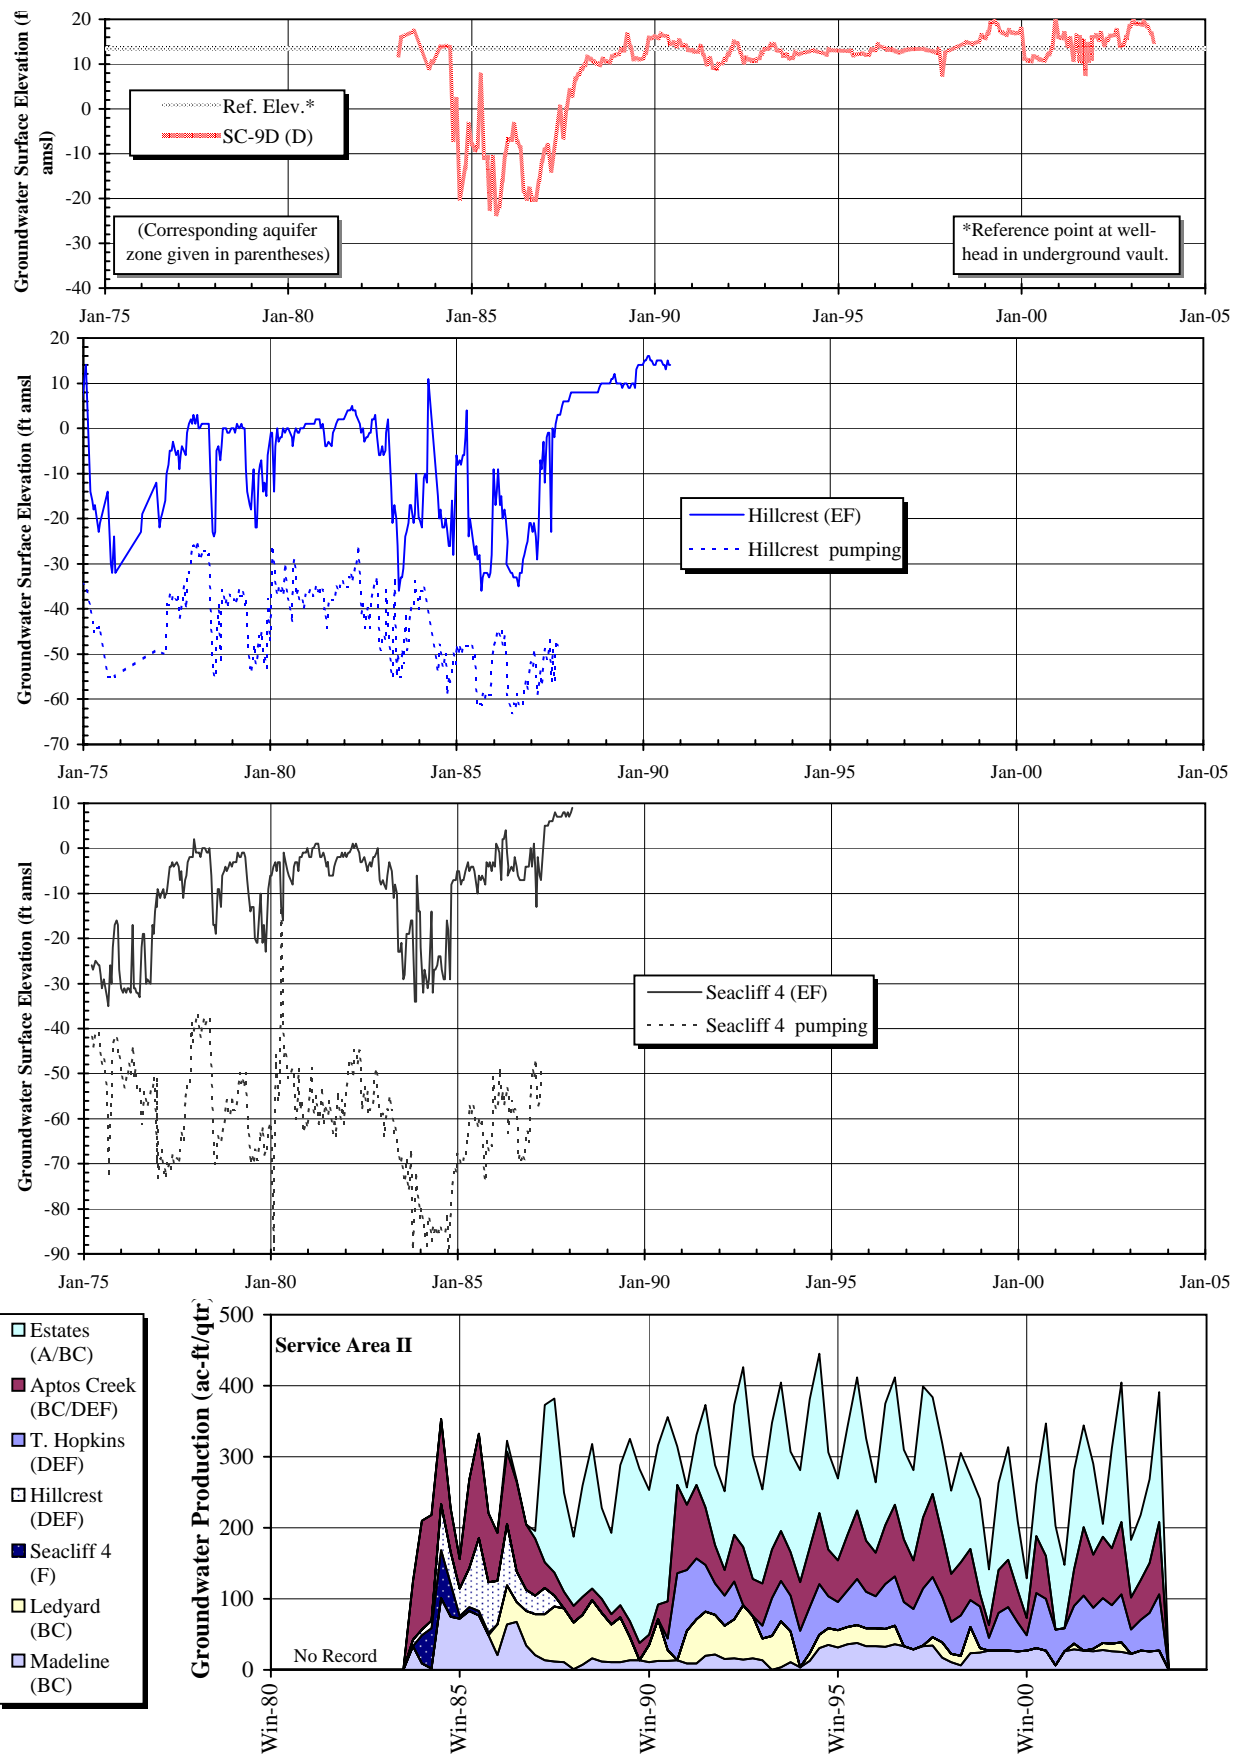 Groundwater Surface Elevation (f
amsl)
20
10
0
-10
-20
-30
-40
Ref. Elev.*
SC-9D (D)
(Corresponding aquifer
zone given in parentheses)
*Reference point at well-
head in underground vault.
Jan-75
Jan-80
Jan-85
Jan-90
Jan-95
Jan-00
Jan-05
Groundwater Surface Elevation (ft amsl
20
10
0
-10
-20
-30
-40
-50
-60
-70
Hillcrest (EF)
Hillcrest pumping
Jan-75
Jan-80
Jan-85
Jan-90
Jan-95
Jan-00
Jan-05
Groundwater Surface Elevation (ft amsl
10
0
-10
-20
-30
-40
-50
-60
-70
-80
-90
Seacliff 4 (EF)
Seacliff 4 pumping
Jan-75
Jan-80
Jan-85
Jan-90
Jan-95
Jan-00
Jan-05
Estates
(A/BC)
Aptos Creek
(BC/DEF)
T. Hopkins
(DEF)
Hillcrest
(DEF)
Seacliff 4
(F)
Ledyard
(BC)
Madeline
(BC)
Groundwater Production (ac-ft/qtr)
500
400
300
200
100
0
Service Area II
No Record
Win-80
Win-85
Win-90
Win-95
Win-00